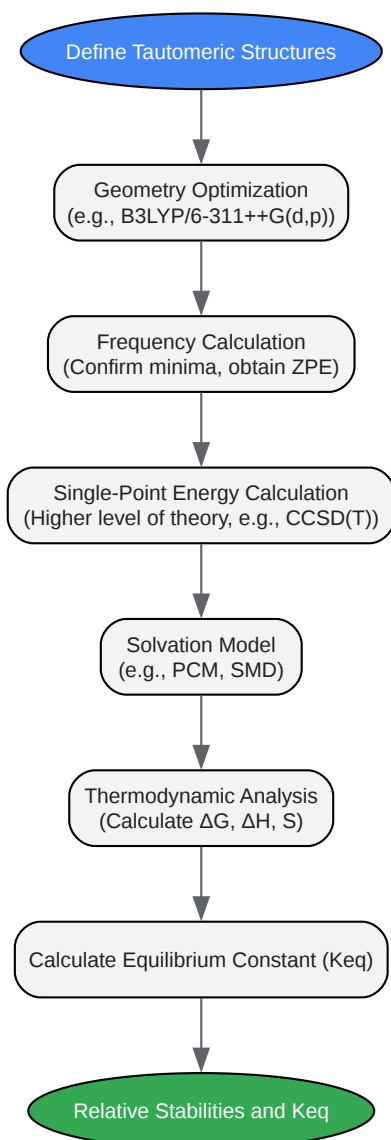 Define Tautomeric Structures
Geometry Optimization
(e.g., B3LYP/6-311++G(d,p))
Frequency Calculation
(Confirm minima, obtain ZPE)
Single-Point Energy Calculation
(Higher level of theory, e.g., CCSD(T))
Solvation Model
(e.g., PCM, SMD)
Thermodynamic Analysis
(Calculate ΔG, ΔH, S)
Calculate Equilibrium Constant (Keq)
Relative Stabilities and Keq